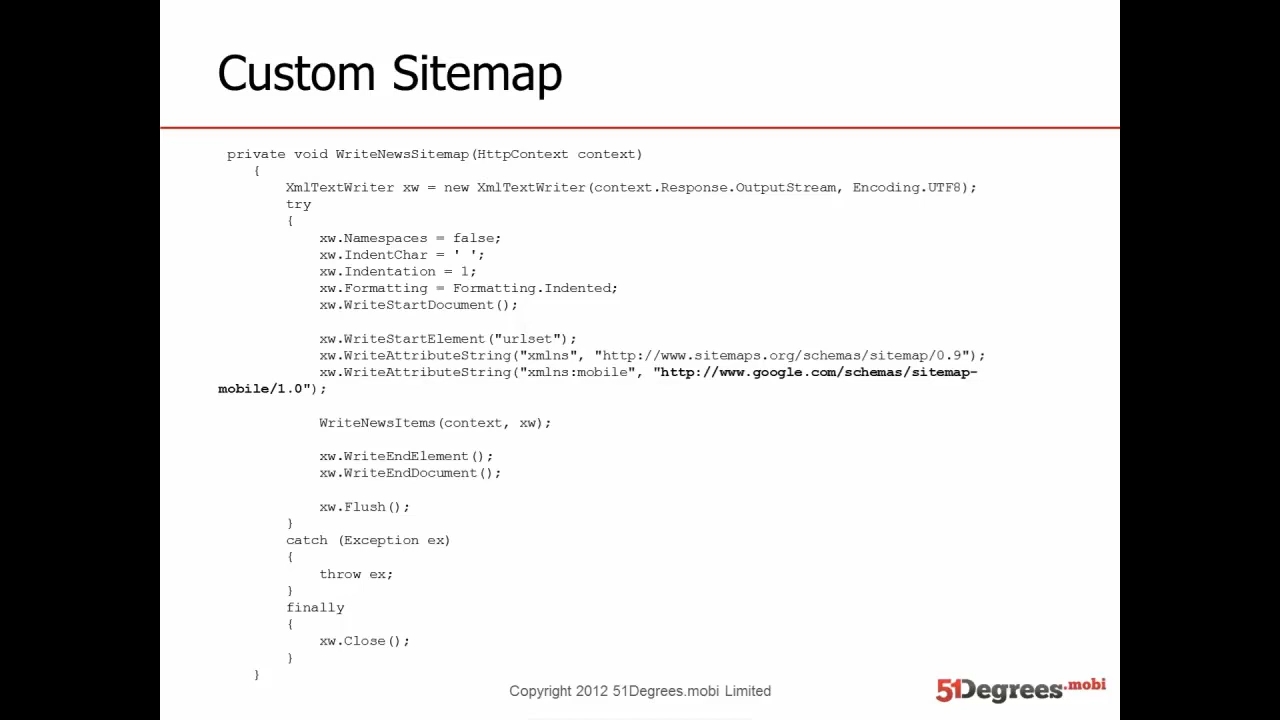 Custom Sitemap
private void WriteNewsSitemap(HttpContext context)
{
XmlTextWriter xw = new XmlTextWriter(context.Response.OutputStream, Encoding.UTF8);
try
{
xw.Namespaces = false;
xw.IndentChar = ' ';
xw.Indentation = 1;
xw.Formatting = Formatting.Indented;
xw.WriteStartDocument();
xw.WriteStartElement("urlset");
xw.WriteAttributeString("xmlns", "http://www.sitemaps.org/schemas/sitemap/0.9");
xw.WriteAttributeString("xmlns:mobile", "http://www.google.com/schemas/sitemap-
mobile/1.0");
WriteNewsItems(context, xw);
xw.WriteEndElement();
xw.WriteEndDocument();
xw.Flush();
}
catch (Exception ex)
{
throw ex;
}
finally
{
xw.Close();
}
}
Copyright 2012 51Degrees.mobi Limited
51Degrees.mobi